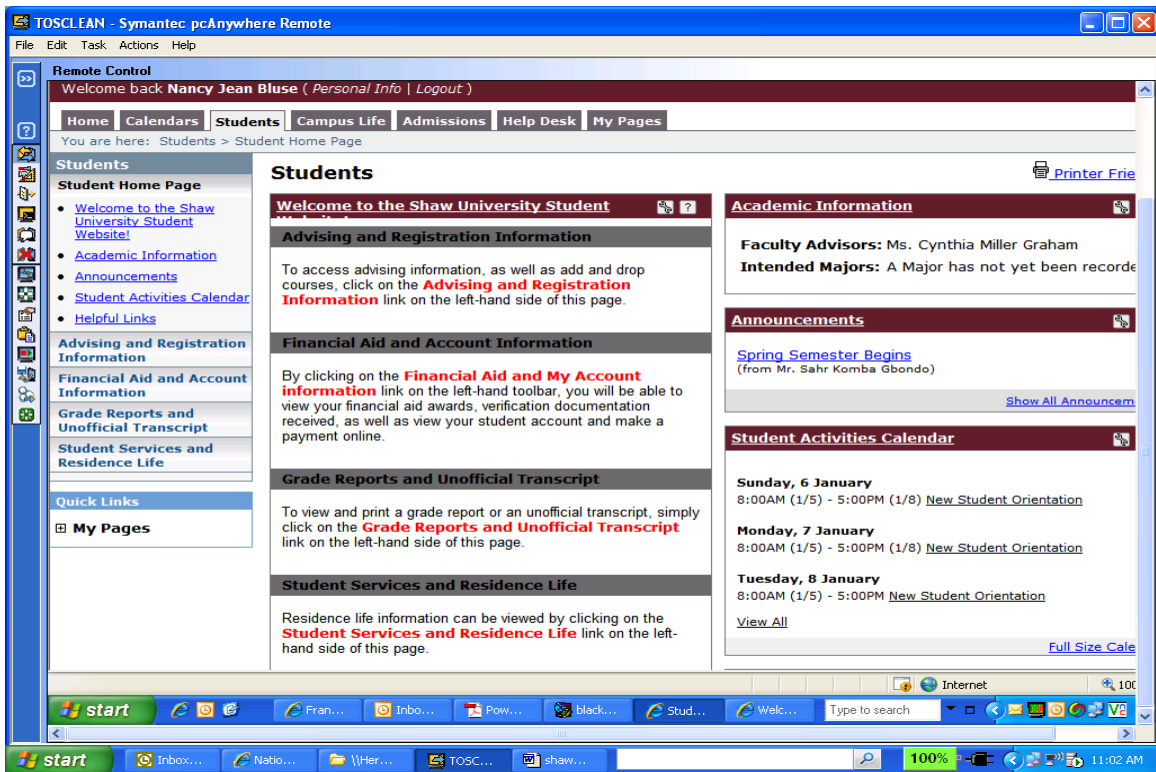 TOSCLEAN - Symantec pcAnywhere Remote
File Edit Task Actions Help
Remote Control
Welcome back Nancy Jean Bluse ( Personal Info | Logout )
Home Calendars Students Campus Life Admissions Help Desk My Pages
You are here: Students > Student Home Page
Students
Student Home Page
Welcome to the Shaw
University Student
Website!
Academic Information
Announcements
Student Activities Calendar
Helpful Links
Advising and Registration
Information
Financial Aid and Account
Information
Grade Reports and
Unofficial Transcript
Student Services and
Residence Life
Quick Links
My Pages
Students
Printer Frie
Welcome to the Shaw University Student
Advising and Registration Information
To access advising information, as well as add and drop
courses, click on the Advising and Registration
Information link on the left-hand side of this page.
Financial Aid and Account Information
By clicking on the Financial Aid and My Account
information link on the left-hand toolbar, you will be able to
view your financial aid awards, verification documentation
received, as well as view your student account and make a
payment online.
Grade Reports and Unofficial Transcript
To view and print a grade report or an unofficial transcript, simply
click on the Grade Reports and Unofficial Transcript
link on the left-hand side of this page.
Student Services and Residence Life
Residence life information can be viewed by clicking on the
Student Services and Residence Life link on the left-
hand side of this page.
Academic Information
Faculty Advisors: Ms. Cynthia Miller Graham
Intended Majors: A Major has not yet been recorde
Announcements
Spring Semester Begins
(from Mr. Sahr Komba Gbondo)
Show All Announcem
Student Activities Calendar
Sunday, 6 January
8:00AM (1/5) - 5:00PM (1/8) New Student Orientation
Monday, 7 January
8:00AM (1/5) - 5:00PM (1/8) New Student Orientation
Tuesday, 8 January
8:00AM (1/5) - 5:00PM New Student Orientation
View All
Full Size Cale
Internet 100
start Fran... Inbo... Pow... black... Stud... Welc... Type to search
start Inbox... Natio... \\Her... TOSC... shaw... 100% 11:02 AM